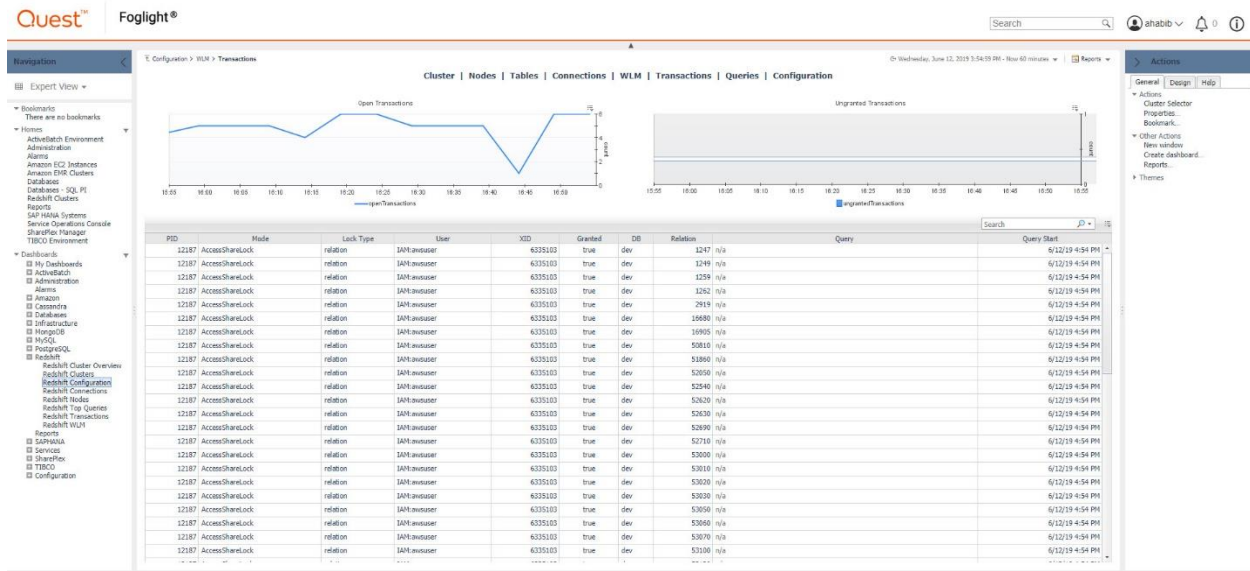 Quest™
Foglight®
Search
ahabib
0
Navigation
Expert View
Bookmarks
There are no bookmarks
Homes
ActiveBatch Environment
Administration
Alarms
Amazon EC2 Instances
Amazon EMR Clusters
Databases
Databases - SQL PI
Redshift Clusters
Reports
SAP HANA Systems
Service Operations Console
SharePlex Manager
TIBCO Environment
Dashboards
My Dashboards
ActiveBatch
Administration
Alarms
Amazon
Cassandra
Databases
Infrastructure
MongoDB
MySQL
PostgreSQL
Redshift
Redshift Cluster Overview
Redshift Clusters
Redshift Configuration
Redshift Connections
Redshift Nodes
Redshift Top Queries
Redshift Transactions
Redshift WLM
Reports
SAPHANA
Services
SharePlex
TIBCO
Configuration
Configuration > WLM > Transactions
Wednesday, June 12, 2019 3:54:59 PM - Now 60 minutes
Reports
Cluster | Nodes | Tables | Connections | WLM | Transactions | Queries | Configuration
Open Transactions
count
openTransactions
Ungranted Transactions
count
ungrantedTransactions
Search
PID Mode Lock Type User XID Granted DB Relation Query Query Start
12187 AccessShareLock relation IAM:awsuser 6335103 true dev 1247 n/a 6/12/19 4:54 PM
12187 AccessShareLock relation IAM:awsuser 6335103 true dev 1249 n/a 6/12/19 4:54 PM
12187 AccessShareLock relation IAM:awsuser 6335103 true dev 1259 n/a 6/12/19 4:54 PM
12187 AccessShareLock relation IAM:awsuser 6335103 true dev 1262 n/a 6/12/19 4:54 PM
12187 AccessShareLock relation IAM:awsuser 6335103 true dev 2919 n/a 6/12/19 4:54 PM
12187 AccessShareLock relation IAM:awsuser 6335103 true dev 16680 n/a 6/12/19 4:54 PM
12187 AccessShareLock relation IAM:awsuser 6335103 true dev 16905 n/a 6/12/19 4:54 PM
12187 AccessShareLock relation IAM:awsuser 6335103 true dev 50810 n/a 6/12/19 4:54 PM
12187 AccessShareLock relation IAM:awsuser 6335103 true dev 51860 n/a 6/12/19 4:54 PM
12187 AccessShareLock relation IAM:awsuser 6335103 true dev 52050 n/a 6/12/19 4:54 PM
12187 AccessShareLock relation IAM:awsuser 6335103 true dev 52540 n/a 6/12/19 4:54 PM
12187 AccessShareLock relation IAM:awsuser 6335103 true dev 52620 n/a 6/12/19 4:54 PM
12187 AccessShareLock relation IAM:awsuser 6335103 true dev 52630 n/a 6/12/19 4:54 PM
12187 AccessShareLock relation IAM:awsuser 6335103 true dev 52690 n/a 6/12/19 4:54 PM
12187 AccessShareLock relation IAM:awsuser 6335103 true dev 52710 n/a 6/12/19 4:54 PM
12187 AccessShareLock relation IAM:awsuser 6335103 true dev 53000 n/a 6/12/19 4:54 PM
12187 AccessShareLock relation IAM:awsuser 6335103 true dev 53010 n/a 6/12/19 4:54 PM
12187 AccessShareLock relation IAM:awsuser 6335103 true dev 53020 n/a 6/12/19 4:54 PM
12187 AccessShareLock relation IAM:awsuser 6335103 true dev 53030 n/a 6/12/19 4:54 PM
12187 AccessShareLock relation IAM:awsuser 6335103 true dev 53050 n/a 6/12/19 4:54 PM
12187 AccessShareLock relation IAM:awsuser 6335103 true dev 53060 n/a 6/12/19 4:54 PM
12187 AccessShareLock relation IAM:awsuser 6335103 true dev 53070 n/a 6/12/19 4:54 PM
12187 AccessShareLock relation IAM:awsuser 6335103 true dev 53100 n/a 6/12/19 4:54 PM
Actions
General Design Help
Actions
Cluster Selector
Properties...
Bookmark...
Other Actions
New window
Create dashboard...
Reports...
Themes